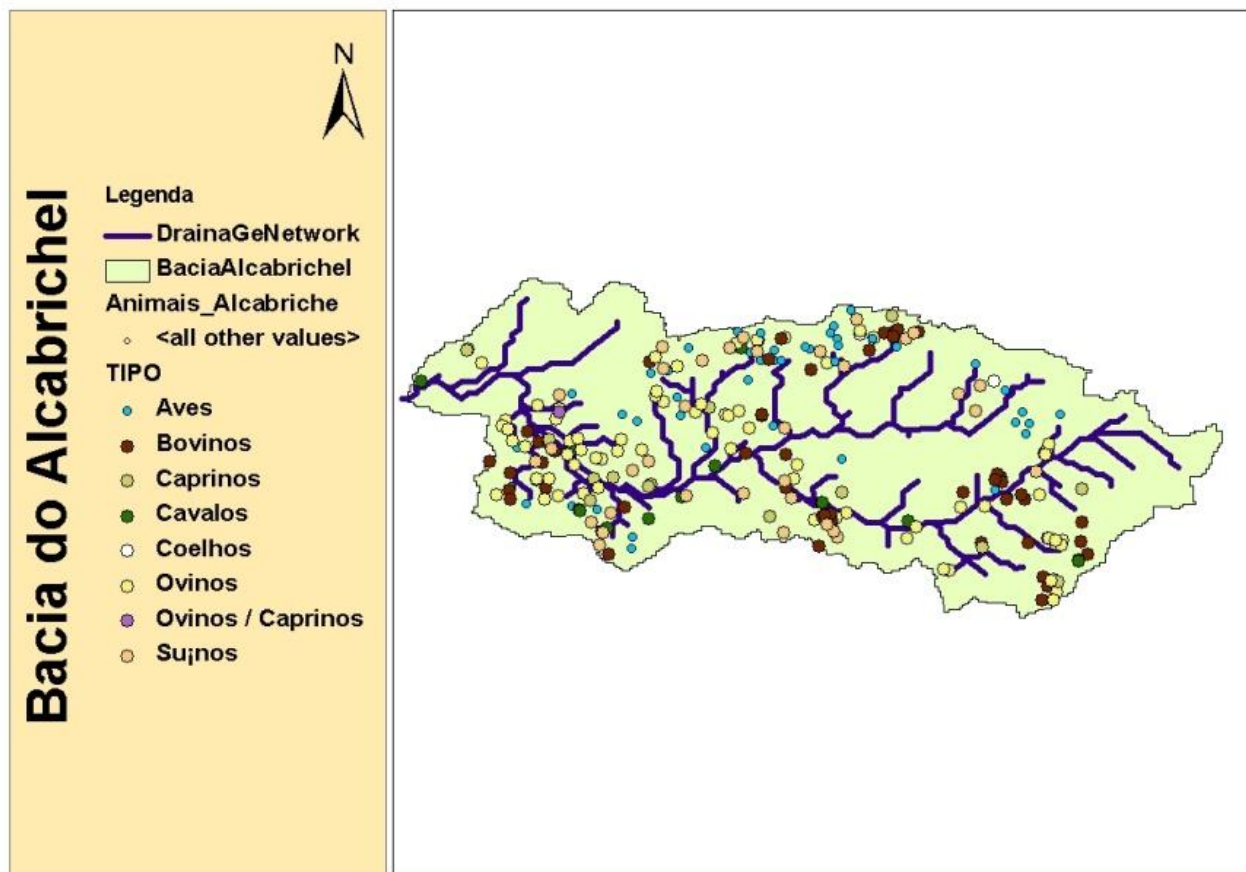 Bacia do Alcabrichel
N
Legenda
DrainaGeNetwork
BaciaAlcabrichel
Animais_Alcabriche
<all other values>
TIPO
Aves
Bovinos
Caprinos
Cavalos
Coelhos
Ovinos
Ovinos / Caprinos
Su¡nos